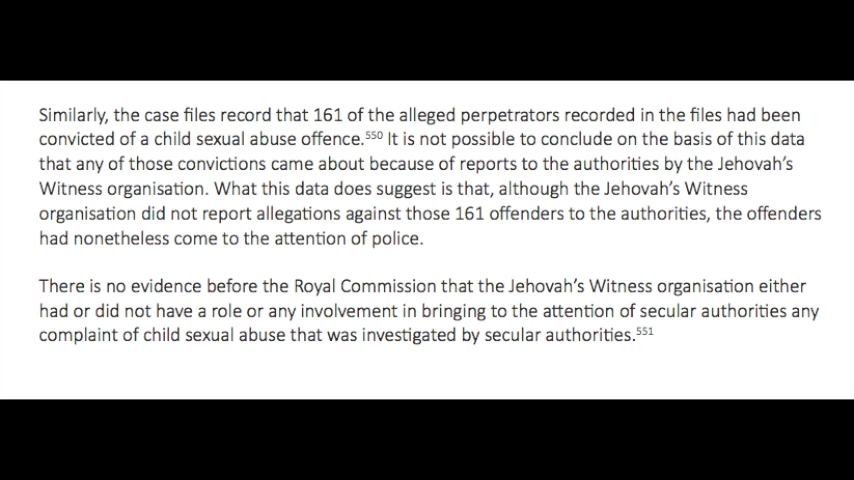 Similarly, the case files record that 161 of the alleged perpetrators recorded in the files had been
convicted of a child sexual abuse offence.550 It is not possible to conclude on the basis of this data
that any of those convictions came about because of reports to the authorities by the Jehovah's
Witness organisation. What this data does suggest is that, although the Jehovah's Witness
organisation did not report allegations against those 161 offenders to the authorities, the offenders
had nonetheless come to the attention of police.
There is no evidence before the Royal Commission that the Jehovah's Witness organisation either
had or did not have a role or any involvement in bringing to the attention of secular authorities any
complaint of child sexual abuse that was investigated by secular authorities.551